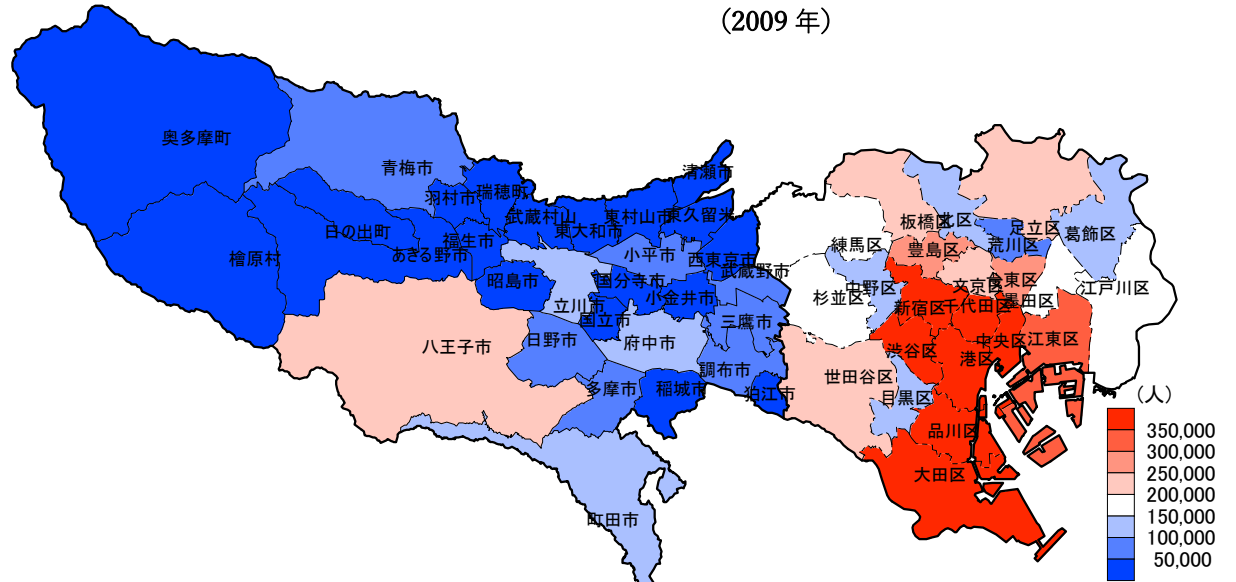 (2009 年)
奥多摩町
青梅市
清瀬市
羽村市
瑞穂町
武蔵村山
東村山市
東久留米
日の出町
東大和市
福生市
あきる野市
小平市
西東京市
檜原村
昭島市
国分寺市
武蔵野市
立川市
小金井市
国立市
三鷹市
八王子市
日野市
府中市
調布市
多摩市
稲城市
狛江市
町田市
板橋区
北区
足立区
葛飾区
練馬区
豊島区
荒川区
杉並区
中野区
文京区
台東区
墨田区
江戸川区
新宿区
千代田区
渋谷区
港区
中央区
江東区
世田谷区
目黒区
品川区
大田区
(人)
350,000
300,000
250,000
200,000
150,000
100,000
50,000